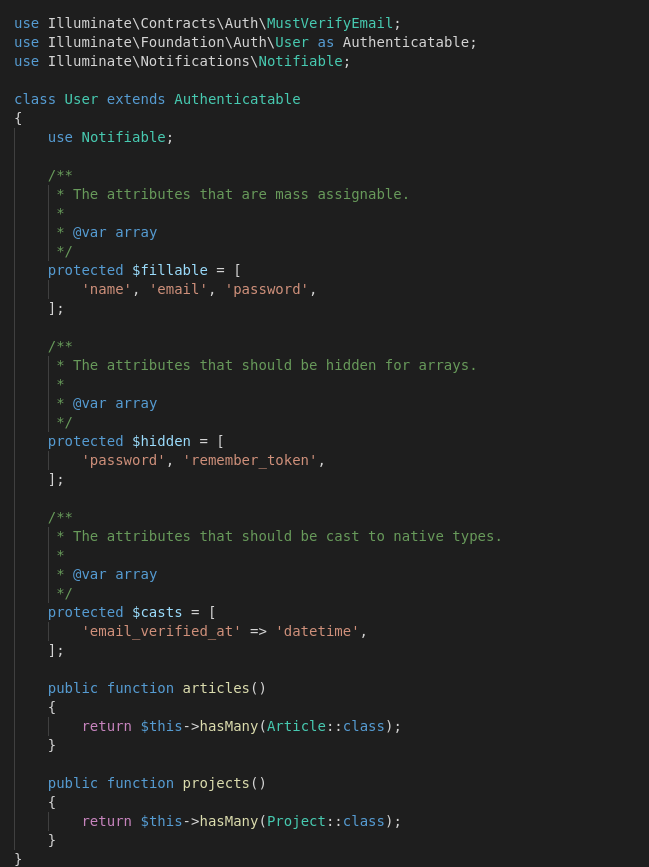 use Illuminate\Contracts\Auth\MustVerifyEmail;
use Illuminate\Foundation\Auth\User as Authenticatable;
use Illuminate\Notifications\Notifiable;

class User extends Authenticatable
{
    use Notifiable;

    /**
     * The attributes that are mass assignable.
     *
     * @var array
     */
    protected $fillable = [
        'name', 'email', 'password',
    ];

    /**
     * The attributes that should be hidden for arrays.
     *
     * @var array
     */
    protected $hidden = [
        'password', 'remember_token',
    ];

    /**
     * The attributes that should be cast to native types.
     *
     * @var array
     */
    protected $casts = [
        'email_verified_at' => 'datetime',
    ];

    public function articles()
    {
        return $this->hasMany(Article::class);
    }

    public function projects()
    {
        return $this->hasMany(Project::class);
    }
}